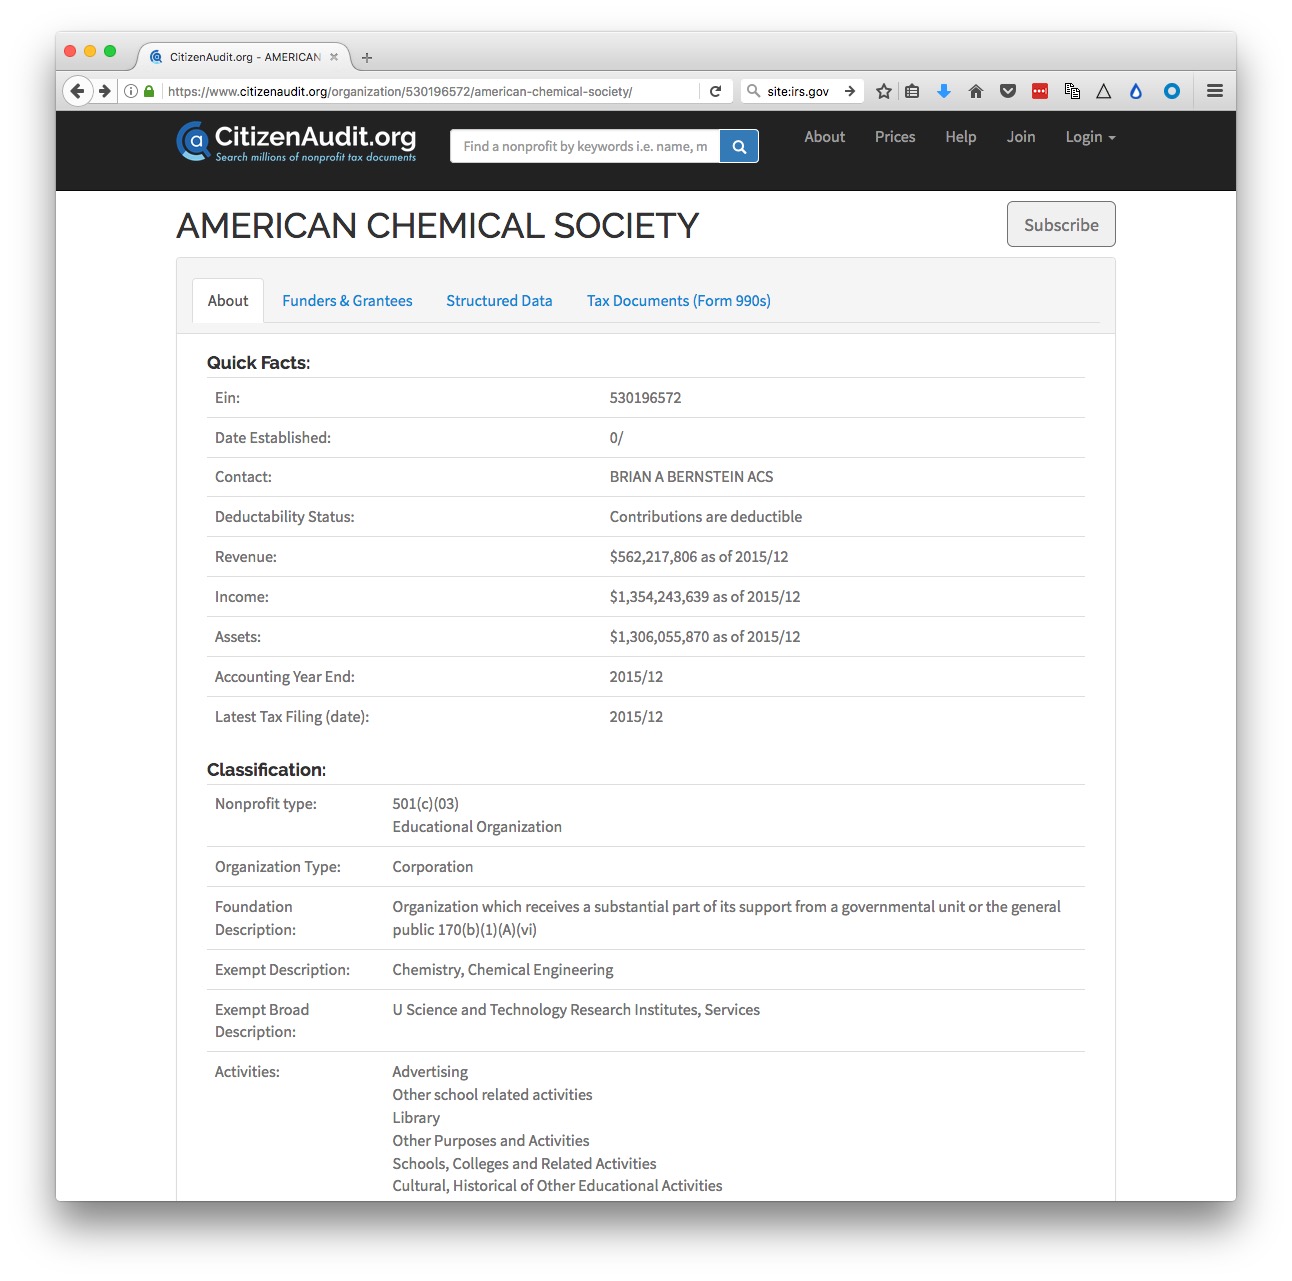 CitizenAudit.org - AMERICAN
https://www.citizenaudit.org/organization/530196572/american-chemical-society/
site:irs.gov
CitizenAudit.org
Search millions of nonprofit tax documents
Find a nonprofit by keywords i.e. name, m
About
Prices
Help
Join
Login
AMERICAN CHEMICAL SOCIETY
Subscribe
About
Funders & Grantees
Structured Data
Tax Documents (Form 990s)
Quick Facts:
Ein: 530196572
Date Established: 0/
Contact: BRIAN A BERNSTEIN ACS
Deductability Status: Contributions are deductible
Revenue: $562,217,806 as of 2015/12
Income: $1,354,243,639 as of 2015/12
Assets: $1,306,055,870 as of 2015/12
Accounting Year End: 2015/12
Latest Tax Filing (date): 2015/12
Classification:
Nonprofit type: 501(c)(03)
Educational Organization
Organization Type: Corporation
Foundation Description: Organization which receives a substantial part of its support from a governmental unit or the general
public 170(b)(1)(A)(vi)
Exempt Description: Chemistry, Chemical Engineering
Exempt Broad Description: U Science and Technology Research Institutes, Services
Activities: Advertising
Other school related activities
Library
Other Purposes and Activities
Schools, Colleges and Related Activities
Cultural, Historical of Other Educational Activities